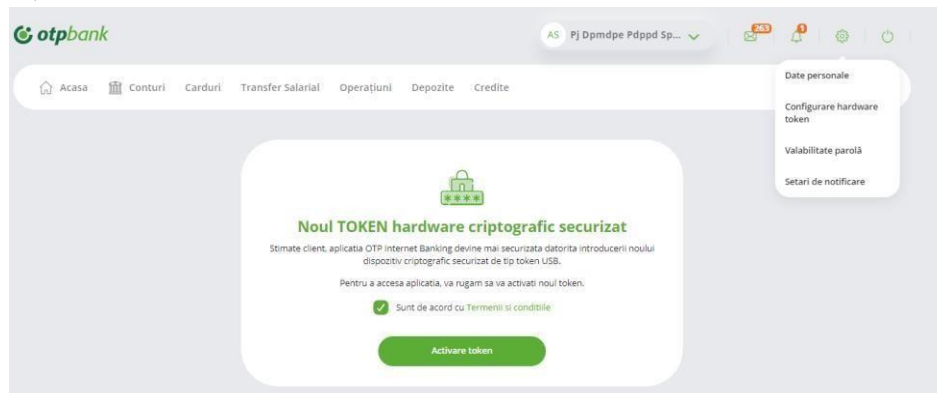 otpbank
AS Pj Dpmdpe Pdppd Sp...
263
1
Acasa Conturi Carduri Transfer Salarial Operațiuni Depozite Credite
Date personale
Configurare hardware
token
Valabilitate parolă
Setari de notificare
****
Noul TOKEN hardware criptografic securizat
Stimate client, aplicatia OTP Internet Banking devine mai securizata datorita introducerii noului
dispozitiv criptografic securizat de tip token USB.
Pentru a accesa aplicatia, va rugam sa va activati noul token.
Sunt de acord cu Termenii si conditiile
Activare token